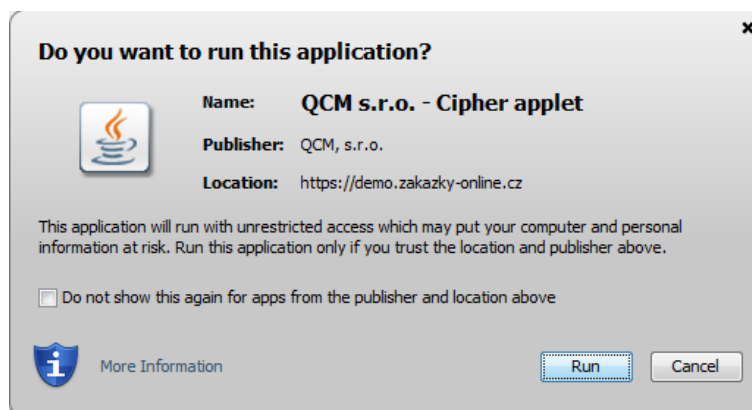 Do you want to run this application?
Name: QCM s.r.o. - Cipher applet
Publisher: QCM, s.r.o.
Location: https://demo.zakazky-online.cz
This application will run with unrestricted access which may put your computer and personal
information at risk. Run this application only if you trust the location and publisher above.
Do not show this again for apps from the publisher and location above
More Information Run Cancel